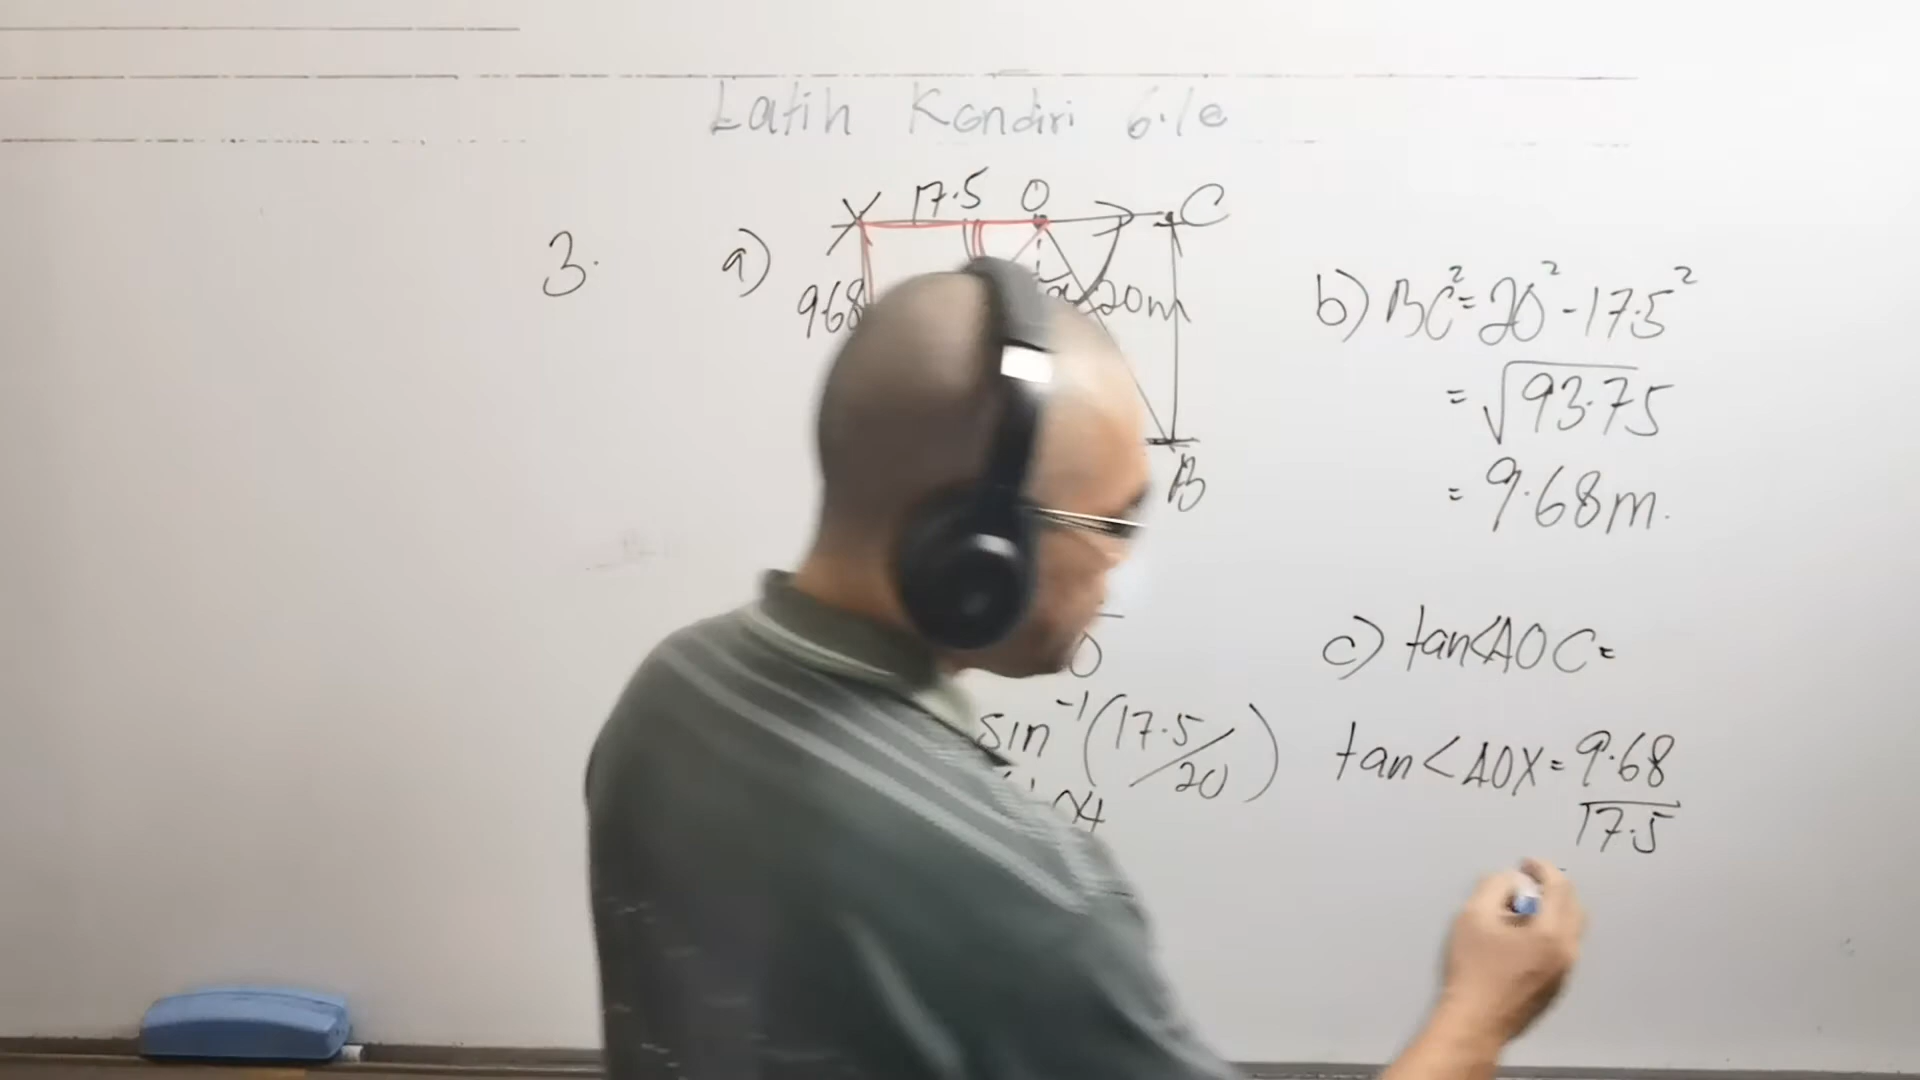 Latih Kendiri 6.1e
3. a)
X 17.5 O C
968
20m
B
sin⁻¹(17.5/20)
b) BC² = 20² - 17.5²
= √93.75
= 9.68m.
c) tan<AOC =
tan<AOX = 9.68
17.5